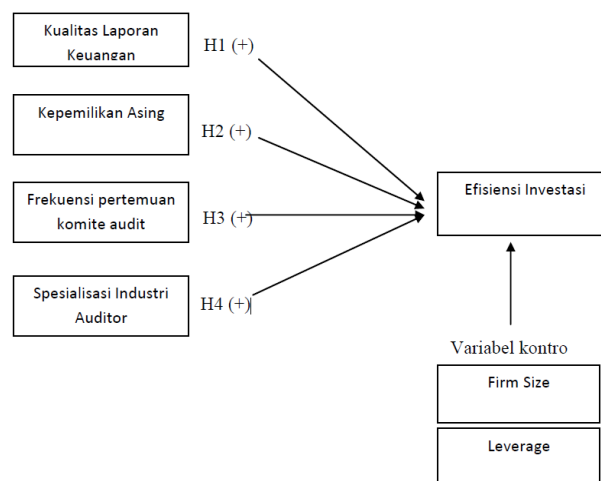 Kualitas Laporan
Keuangan
H1 (+)
Kepemilikan Asing
H2 (+)
Frekuensi pertemuan
komite audit
H3 (+)
Spesialisasi Industri
Auditor
H4 (+)
Efisiensi Investasi
Variabel kontro
Firm Size
Leverage